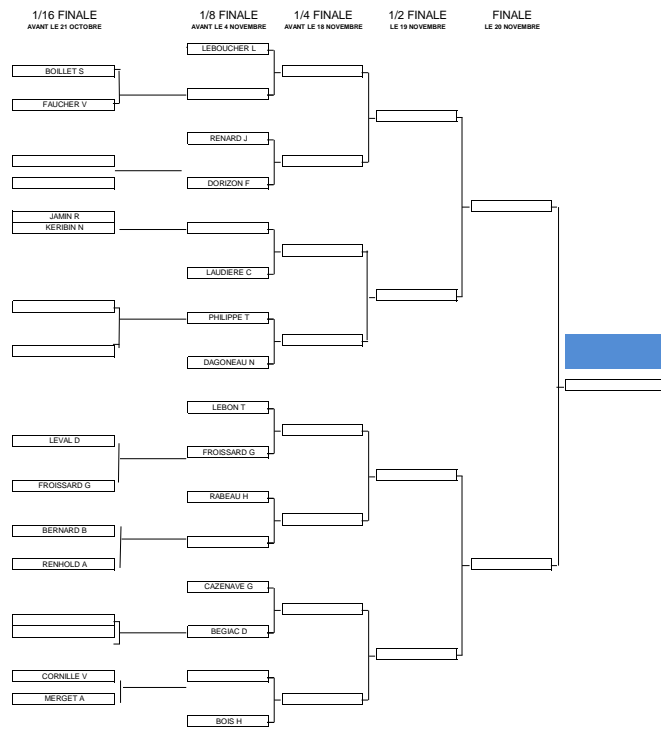 1/16 FINALE
AVANT LE 21 OCTOBRE
1/8 FINALE
AVANT LE 4 NOVEMBRE
1/4 FINALE
AVANT LE 18 NOVEMBRE
1/2 FINALE
LE 19 NOVEMBRE
FINALE
LE 20 NOVEMBRE
BOILLET S
FAUCHER V
JAMIN R
KERIBIN N
LEVAL D
FROISSARD G
BERNARD B
RENHOLD A
CORNILLE V
MERGET A
LEBOUCHER L
RENARD J
DORIZON F
LAUDIERE C
PHILIPPE T
DAGONEAU N
LEBON T
FROISSARD G
RABEAU H
CAZENAVE G
BEGIAC D
BOIS H